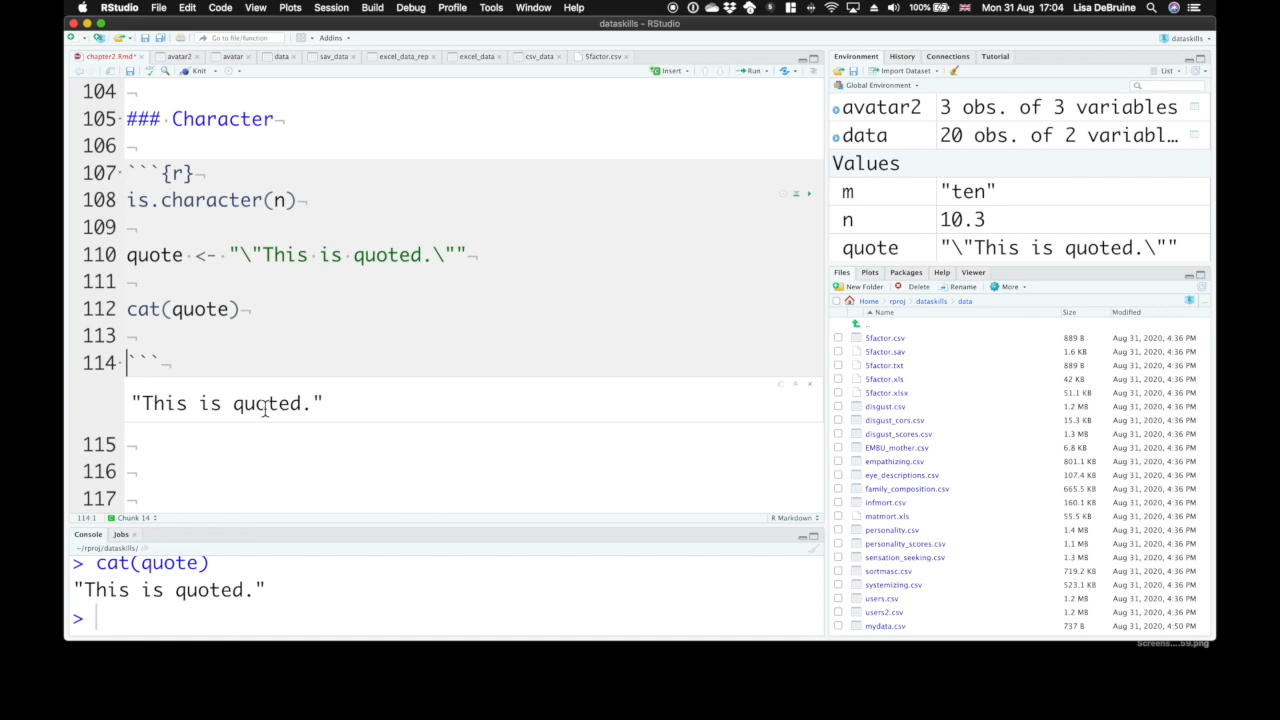 RStudio File Edit Code View Plots Session Build Debug Profile Tools Window Help 100% Mon 31 Aug 17:04 Lisa DeBruine
dataskills — RStudio
Go to file/function Addins dataskills
chapter2.Rmd* avatar2 avatar data sav_data excel_data_rep excel_data csv_data 5factor.csv
Knit Insert Run
104 ¬
105 ###·Character¬
106 ¬
107 ```{r}¬
108 is.character(n)¬
109 ¬
110 quote·<-·"\"This·is·quoted.\""¬
111 ¬
112 cat(quote)¬
113 ¬
114 ```¬
"This is quoted."
115 ¬
116 ¬
117 ¬
114:1 Chunk 14 R Markdown
Console Jobs
~/rproj/dataskills/
> cat(quote)
"This is quoted."
>
Environment History Connections Tutorial
Import Dataset List
Global Environment
avatar2 3 obs. of 3 variables
data 20 obs. of 2 variabl…
Values
m "ten"
n 10.3
quote "\"This is quoted.\""
Files Plots Packages Help Viewer
New Folder Delete Rename More
Home rproj dataskills data
Name Size Modified
..
5factor.csv 889 B Aug 31, 2020, 4:36 PM
5factor.sav 1.6 KB Aug 31, 2020, 4:36 PM
5factor.txt 889 B Aug 31, 2020, 4:36 PM
5factor.xls 42 KB Aug 31, 2020, 4:36 PM
5factor.xlsx 51.1 KB Aug 31, 2020, 4:36 PM
disgust.csv 1.2 MB Aug 31, 2020, 4:36 PM
disgust_cors.csv 15.3 KB Aug 31, 2020, 4:36 PM
disgust_scores.csv 1.3 MB Aug 31, 2020, 4:36 PM
EMBU_mother.csv 6.8 KB Aug 31, 2020, 4:36 PM
empathizing.csv 801.1 KB Aug 31, 2020, 4:36 PM
eye_descriptions.csv 107.4 KB Aug 31, 2020, 4:36 PM
family_composition.csv 665.5 KB Aug 31, 2020, 4:36 PM
infmort.csv 160.1 KB Aug 31, 2020, 4:36 PM
matmort.xls 55.5 KB Aug 31, 2020, 4:36 PM
personality.csv 1.4 MB Aug 31, 2020, 4:36 PM
personality_scores.csv 1.1 MB Aug 31, 2020, 4:36 PM
sensation_seeking.csv 1.3 MB Aug 31, 2020, 4:36 PM
sortmasc.csv 719.2 KB Aug 31, 2020, 4:36 PM
systemizing.csv 523.1 KB Aug 31, 2020, 4:36 PM
users.csv 1.2 MB Aug 31, 2020, 4:36 PM
users2.csv 1.2 MB Aug 31, 2020, 4:36 PM
mydata.csv 737 B Aug 31, 2020, 4:50 PM
Screens....59.png